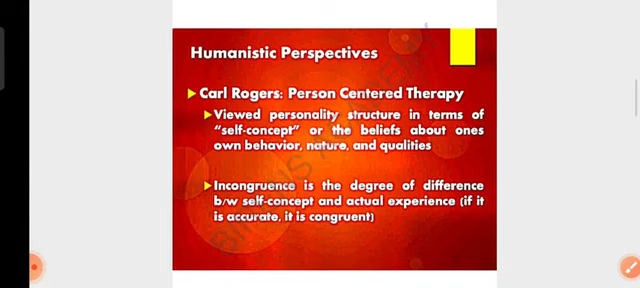 Humanistic Perspectives
Carl Rogers: Person Centered Therapy
Viewed personality structure in terms of
"self-concept" or the beliefs about ones
own behavior, nature, and qualities
Incongruence is the degree of difference
b/w self-concept and actual experience (if it
is accurate, it is congruent)